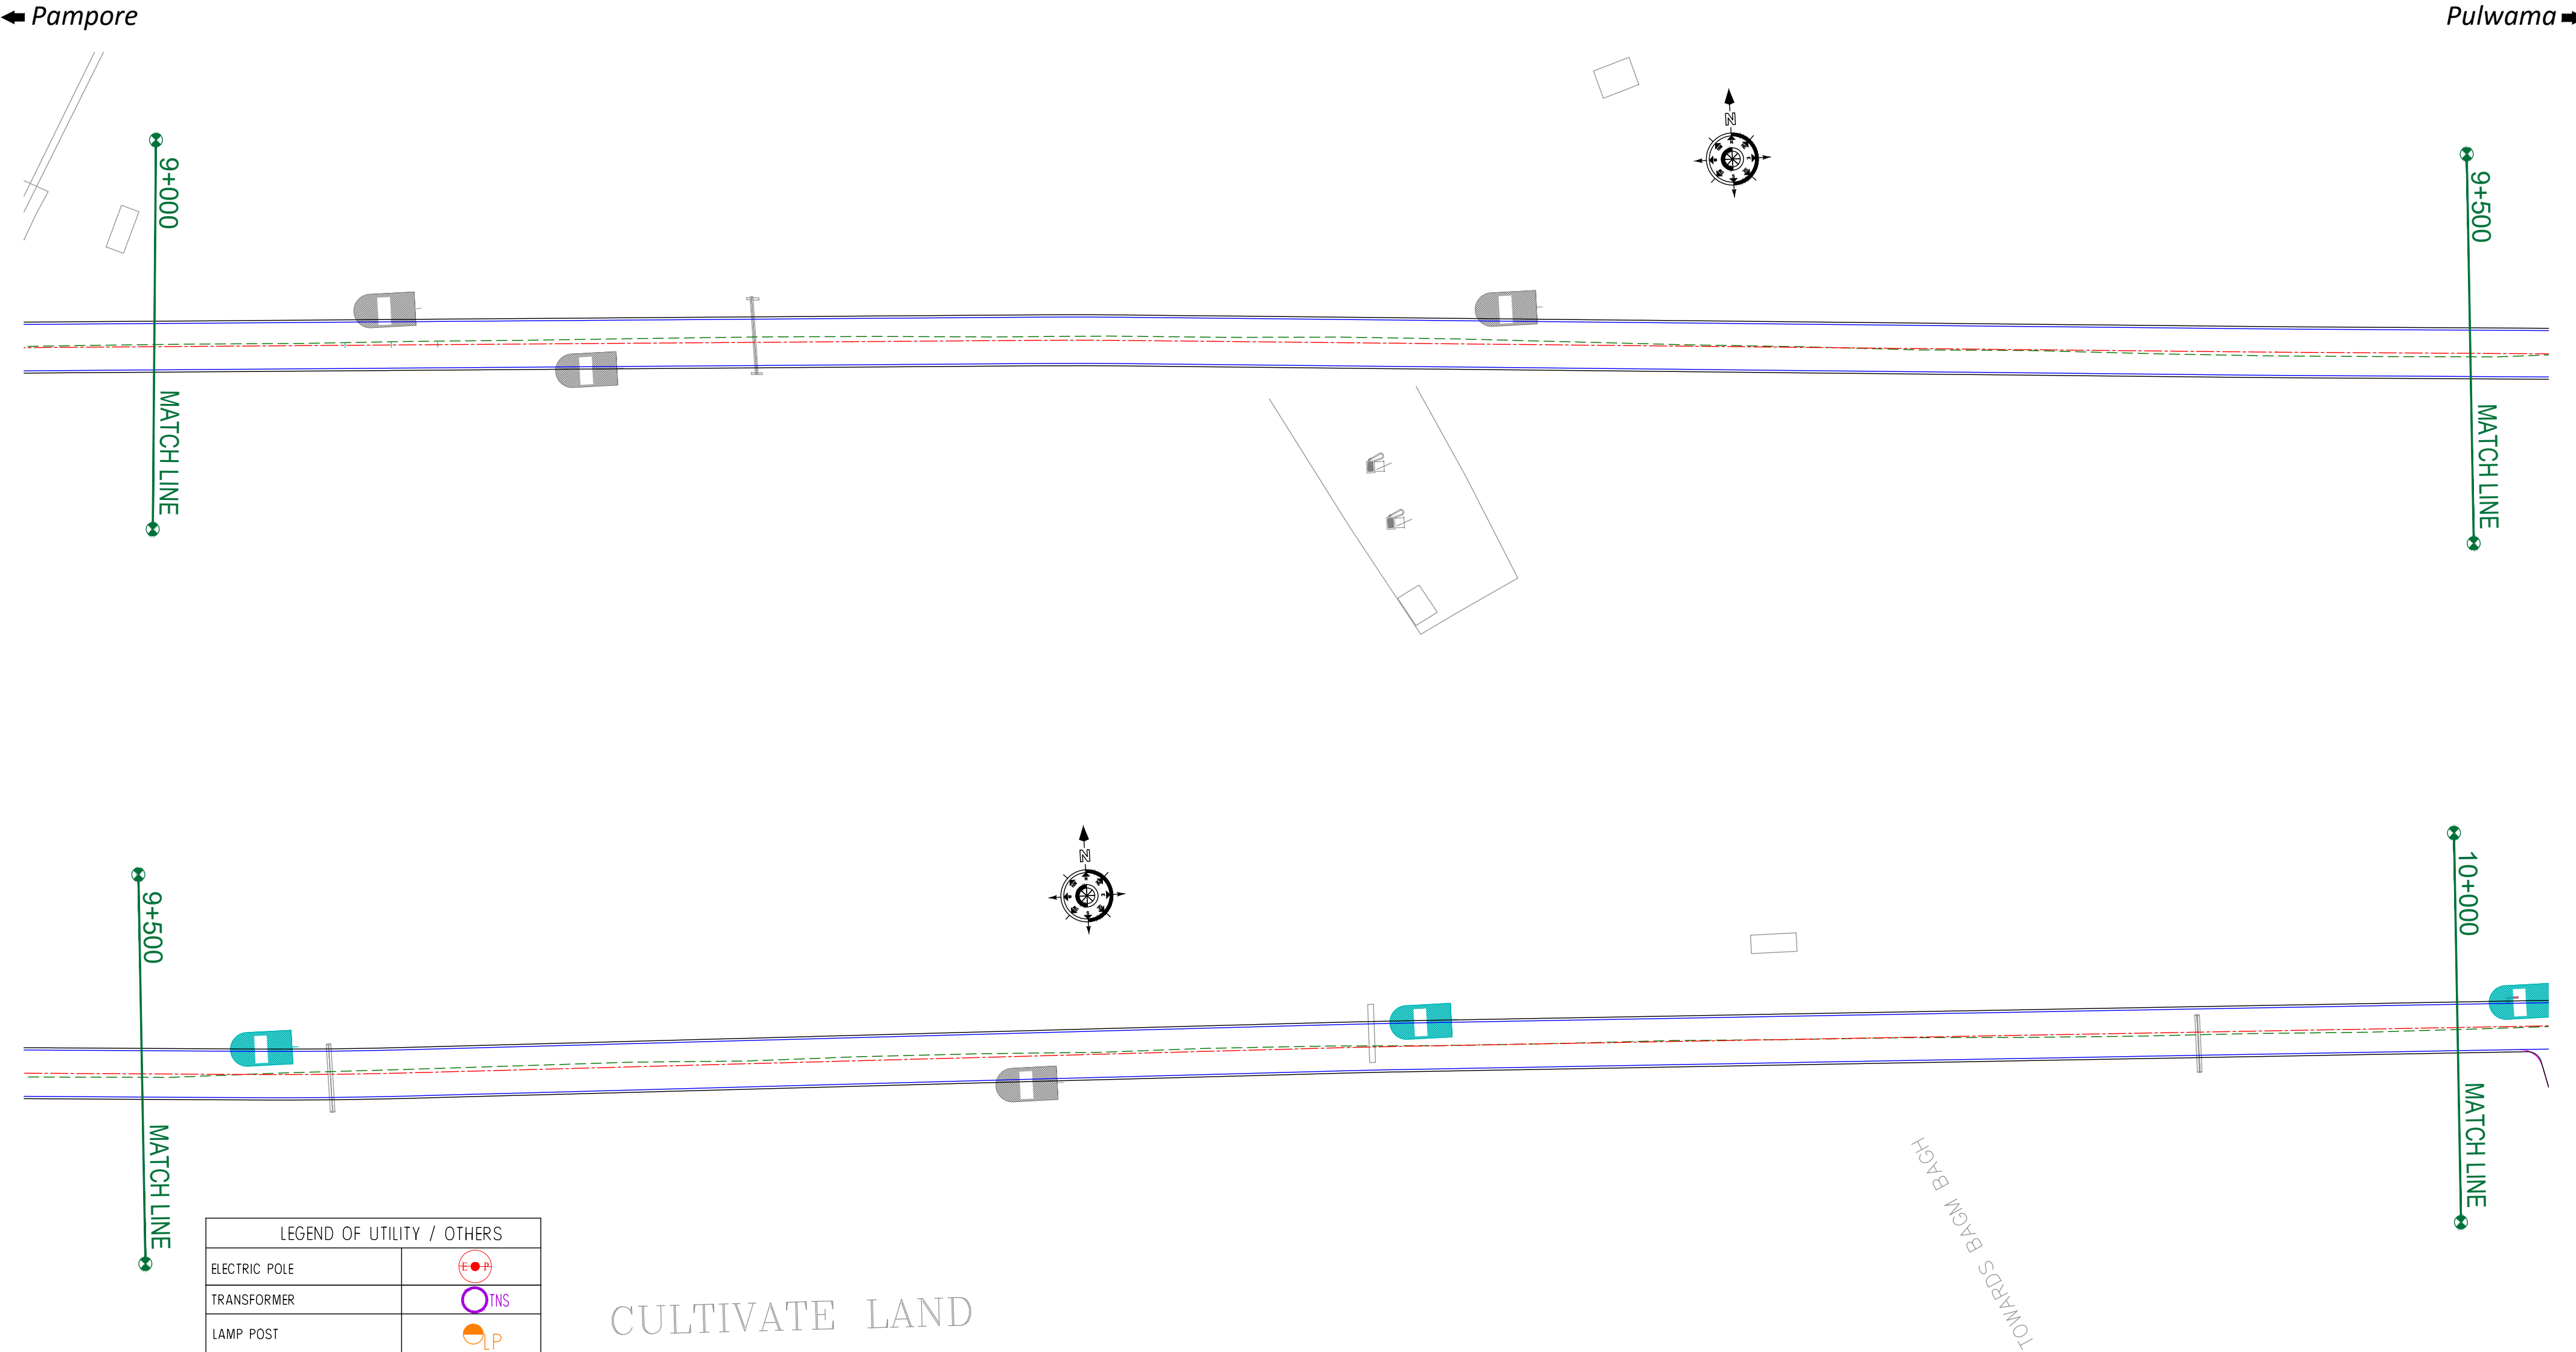 Pampore
Pulwama
N
9+000
MATCH LINE
9+500
MATCH LINE
N
9+500
MATCH LINE
10+000
MATCH LINE
TOWARDS BAGM BAGH
CULTIVATE LAND
LEGEND OF UTILITY / OTHERS
ELECTRIC POLE
E P
TRANSFORMER
TNS
LAMP POST
LP